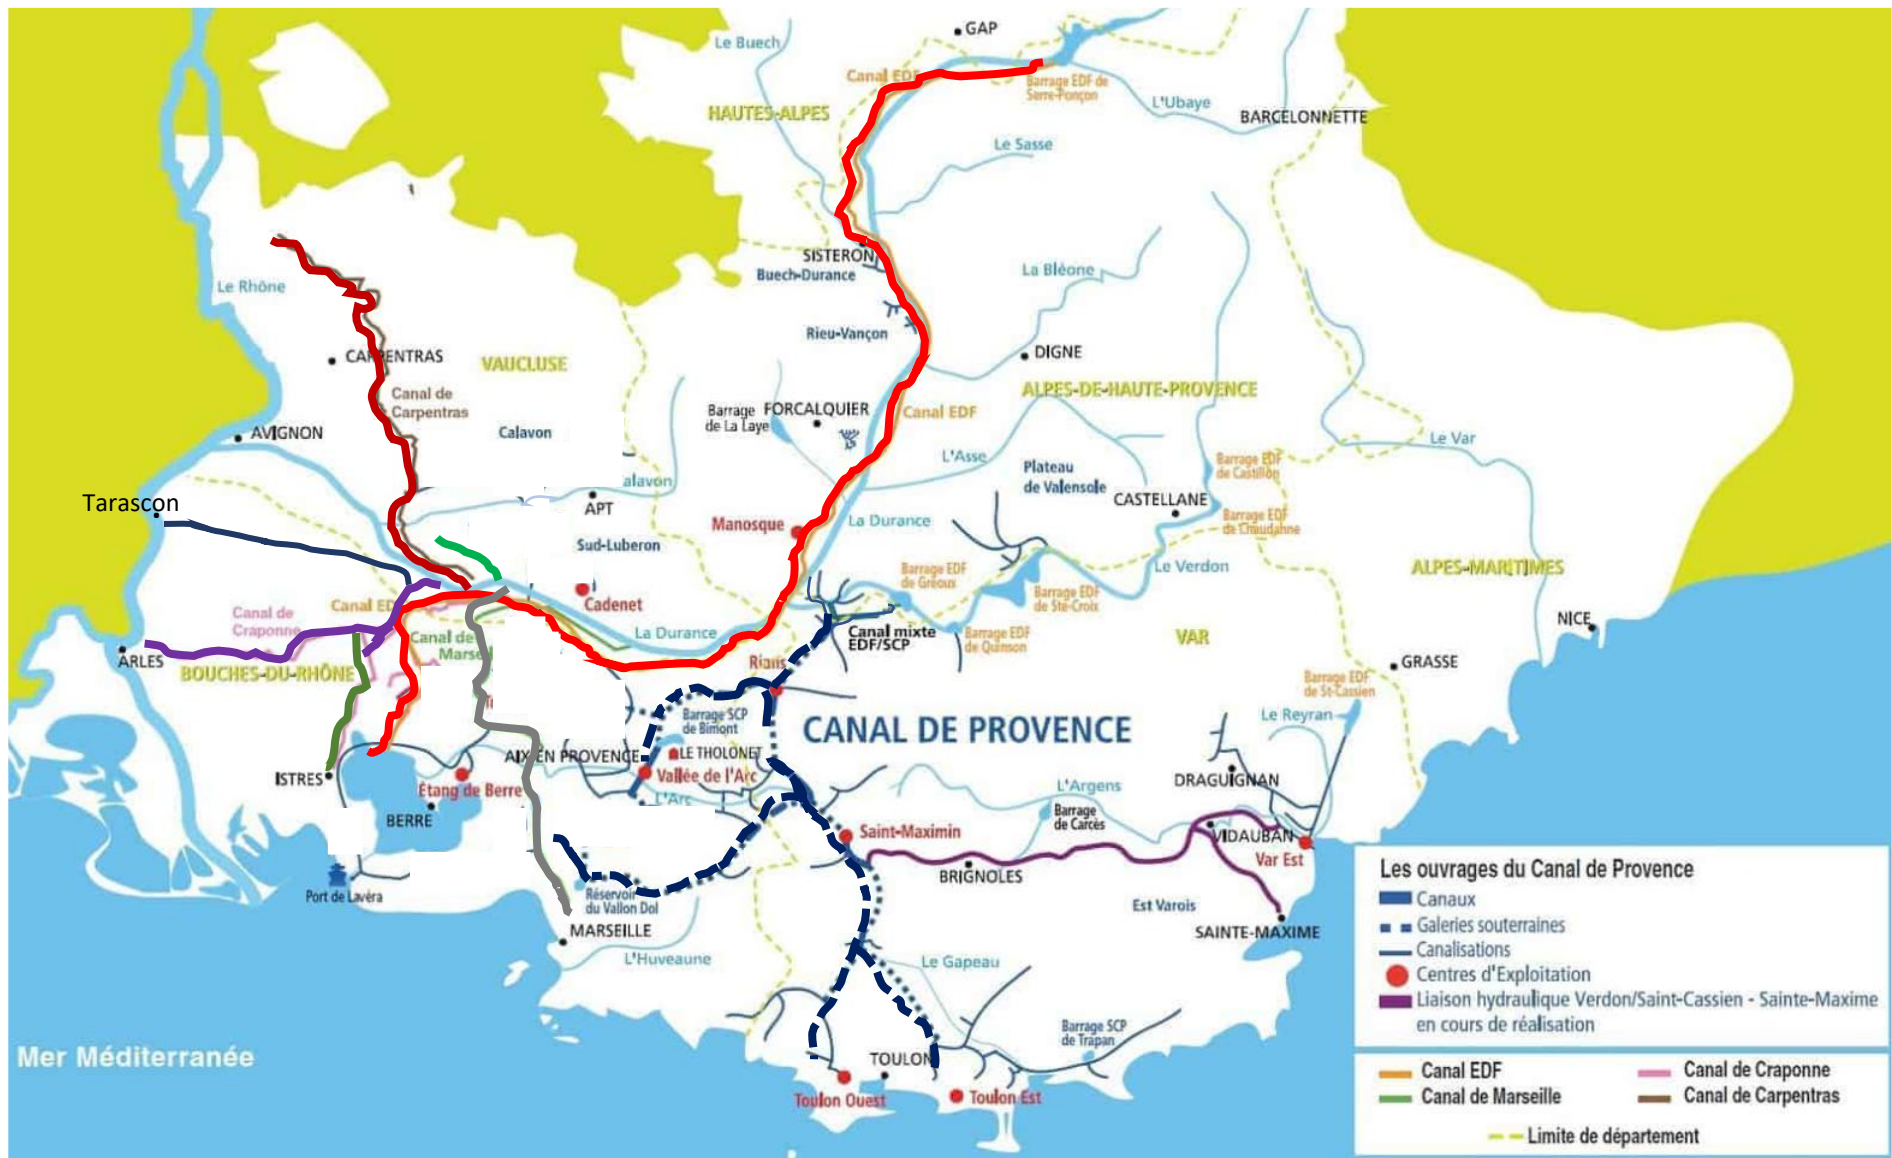 GAP
Le Buech
Canal EDF
Barrage EDF de
Serre-Ponçon
L'Ubaye
BARCELONNETTE
HAUTES-ALPES
Le Sasse
SISTERON
Buech-Durance
La Bléone
Le Rhône
Rieu-Vançon
CARPENTRAS
VAUCLUSE
DIGNE
ALPES-DE-HAUTE-PROVENCE
Canal de
Carpentras
Barrage
de La Laye
FORCALQUIER
Canal EDF
AVIGNON
Calavon
Le Var
L'Asse
Plateau
de Valensole
Barrage EDF
de Castillon
alavon
Tarascon
APT
CASTELLANE
Manosque
La Durance
Barrage EDF
de Chaudanne
Sud-Luberon
Le Verdon
ALPES-MARITIMES
Barrage EDF
de Gréoux
Barrage EDF
de Ste-Croix
Cadenet
Canal de
Craponne
La Durance
NICE
Canal de
Canal mixte
EDF/SCP
Barrage EDF
de Quinson
VAR
ARLES
BOUCHES-DU-RHÔNE
Rians
GRASSE
Barrage EDF
de St-Cassien
Barrage SCP
de Bimont
CANAL DE PROVENCE
Le Reyran
AIX EN PROVENCE
LE THOLONET
Vallée de l'Arc
ISTRES
Étang de Berre
L'Arc
L'Argens
DRAGUIGNAN
BERRE
Barrage
de Carcès
Saint-Maximin
VIDAUBAN
Var Est
Port de Lavéra
Réservoir
du Vallon Dol
BRIGNOLES
Est Varois
MARSEILLE
SAINTE-MAXIME
L'Huveaune
Le Gapeau
Mer Méditerranée
Barrage SCP
de Trapan
TOULON
Toulon Ouest
Toulon Est
Les ouvrages du Canal de Provence
Canaux
Galeries souterraines
Canalisations
Centres d'Exploitation
Liaison hydraulique Verdon/Saint-Cassien - Sainte-Maxime
en cours de réalisation
Canal EDF
Canal de Craponne
Canal de Marseille
Canal de Carpentras
Limite de département